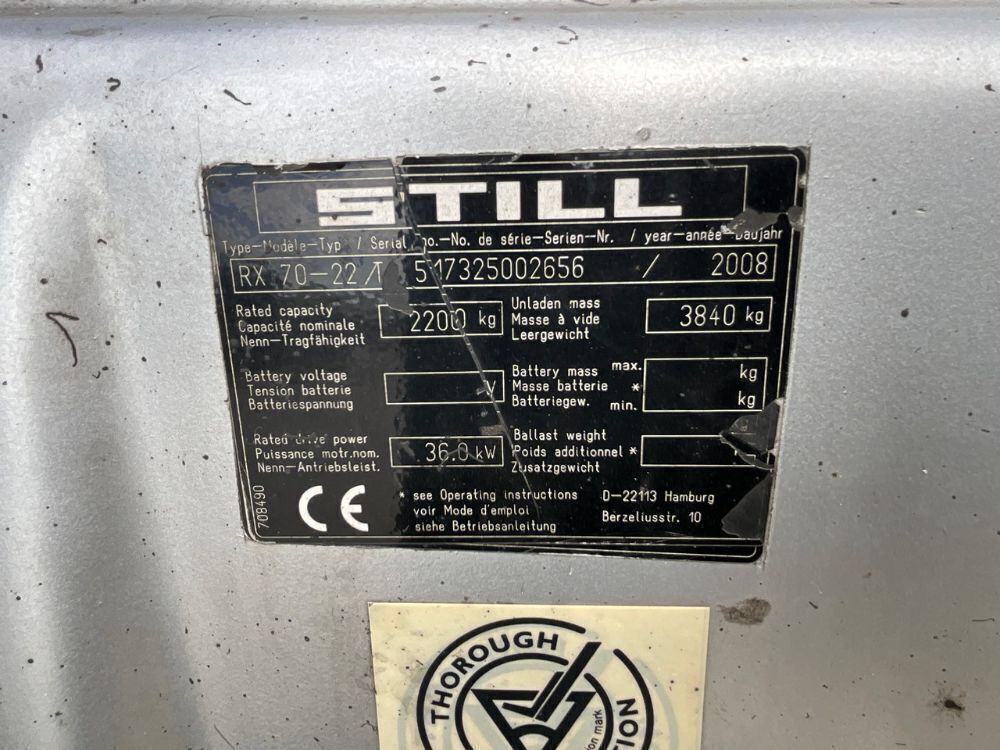 STILL
Type-Modèle-Typ / Serial no.-No. de série-Serien-Nr. / year-année-Baujahr
RX 70-22/T 517325002656 / 2008
Rated capacity
Capacité nominale
Nenn-Tragfähigkeit
2200 kg
Unladen mass
Masse à vide
Leergewicht
3840 kg
Battery voltage
Tension batterie
Batteriespannung
V
Battery mass max. kg
Masse batterie *
Batteriegew. min. kg
Rated drive power
Puissance motr.nom.
Nenn-Antriebsleist.
36.0 kW
Ballast weight
Poids additionnel *
Zusatzgewicht
708490
CE
* see Operating instructions
voir Mode d'emploi
siehe Betriebsanleitung
D-22113 Hamburg
Berzeliusstr. 10
THOROUGH
mark